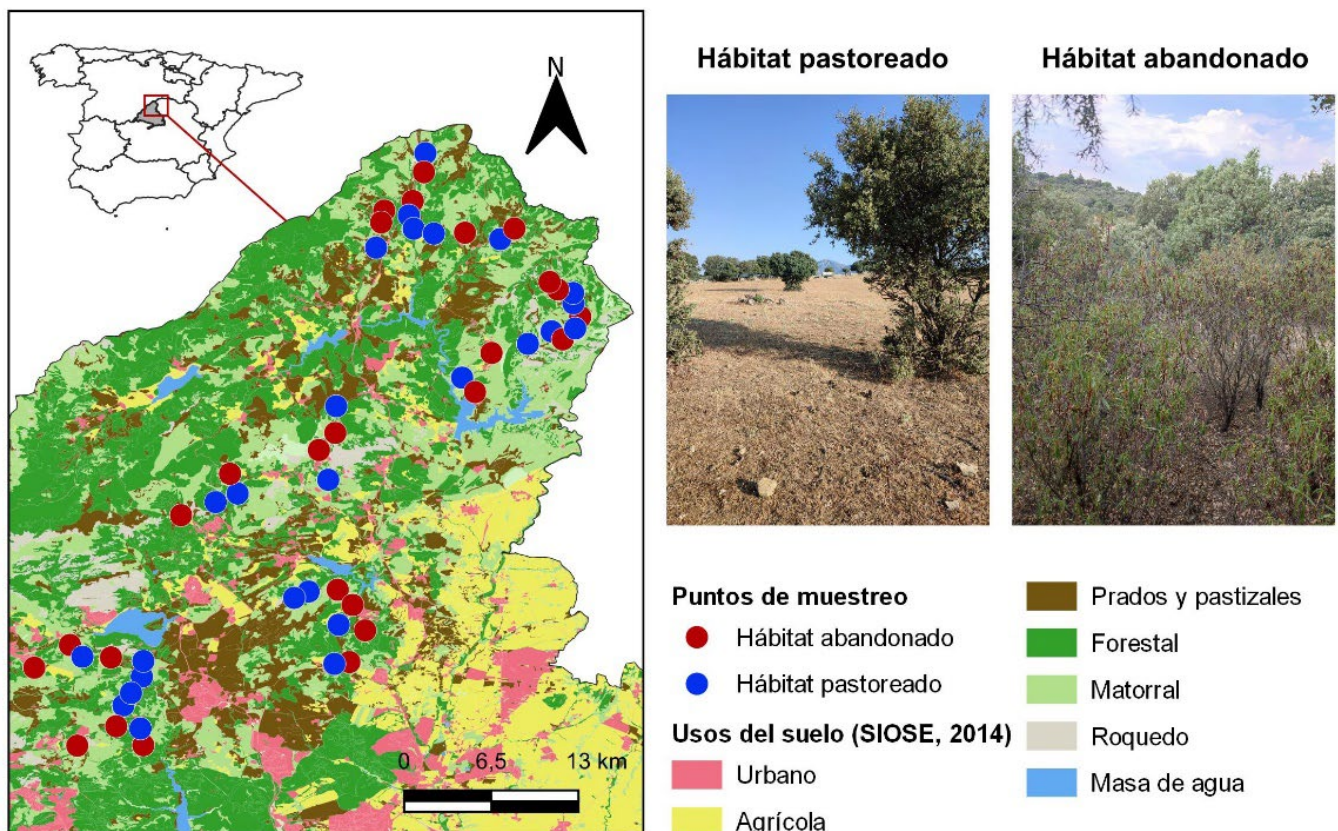 N
0 6,5 13 km
Hábitat pastoreado
Hábitat abandonado
Puntos de muestreo
Hábitat abandonado
Hábitat pastoreado
Usos del suelo (SIOSE, 2014)
Urbano
Agrícola
Prados y pastizales
Forestal
Matorral
Roquedo
Masa de agua